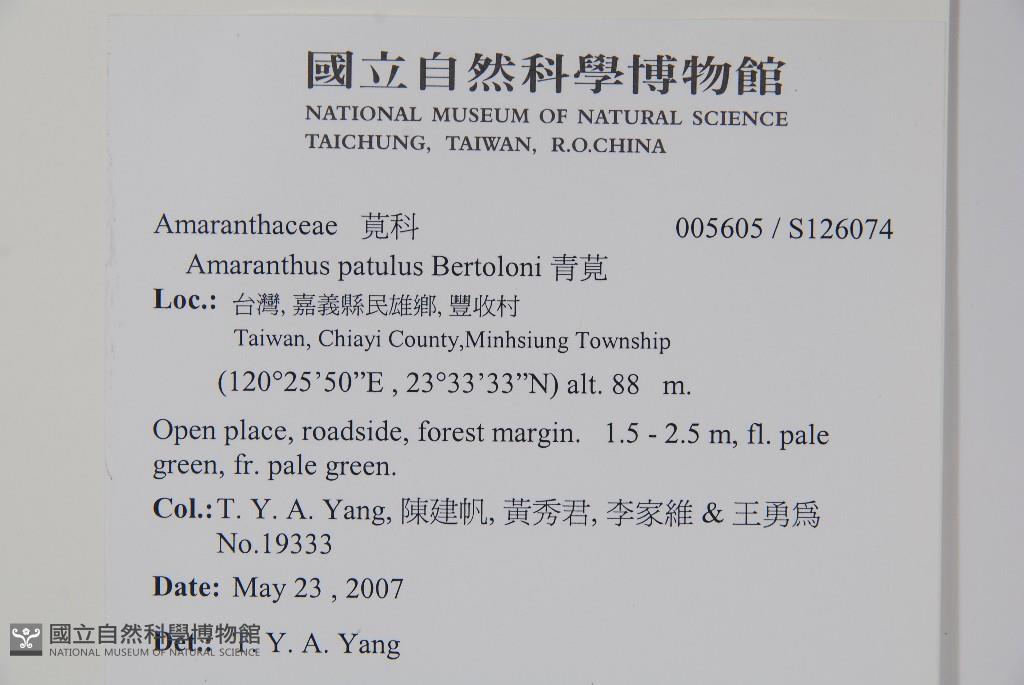 國立自然科學博物館
NATIONAL MUSEUM OF NATURAL SCIENCE
TAICHUNG, TAIWAN, R.O.CHINA
Amaranthaceae 莧科 005605 / S126074
Amaranthus patulus Bertoloni 青莧
Loc.: 台灣, 嘉義縣民雄鄉, 豐收村
Taiwan, Chiayi County,Minhsiung Township
(120°25’50”E , 23°33’33”N) alt. 88 m.
Open place, roadside, forest margin. 1.5 - 2.5 m, fl. pale
green, fr. pale green.
Col.: T. Y. A. Yang, 陳建帆, 黃秀君, 李家維 & 王勇為
No.19333
Date: May 23 , 2007
Det.: T. Y. A. Yang
國立自然科學博物館
NATIONAL MUSEUM OF NATURAL SCIENCE